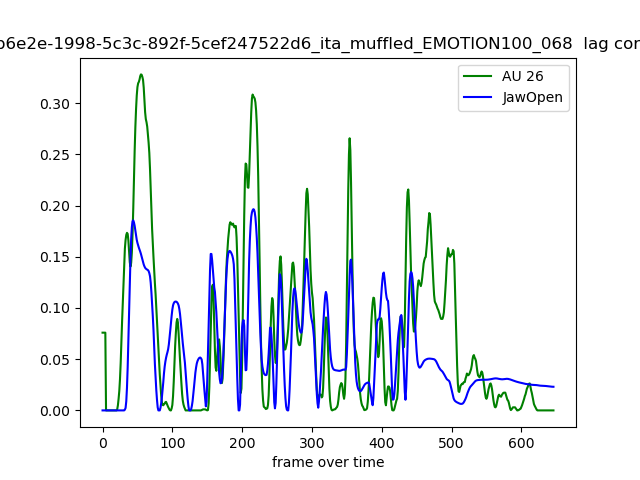 b6e2e-1998-5c3c-892f-5cef247522d6_ita_muffled_EMOTION100_068 lag cor
AU 26
JawOpen
0.30
0.25
0.20
0.15
0.10
0.05
0.00
0 100 200 300 400 500 600
frame over time